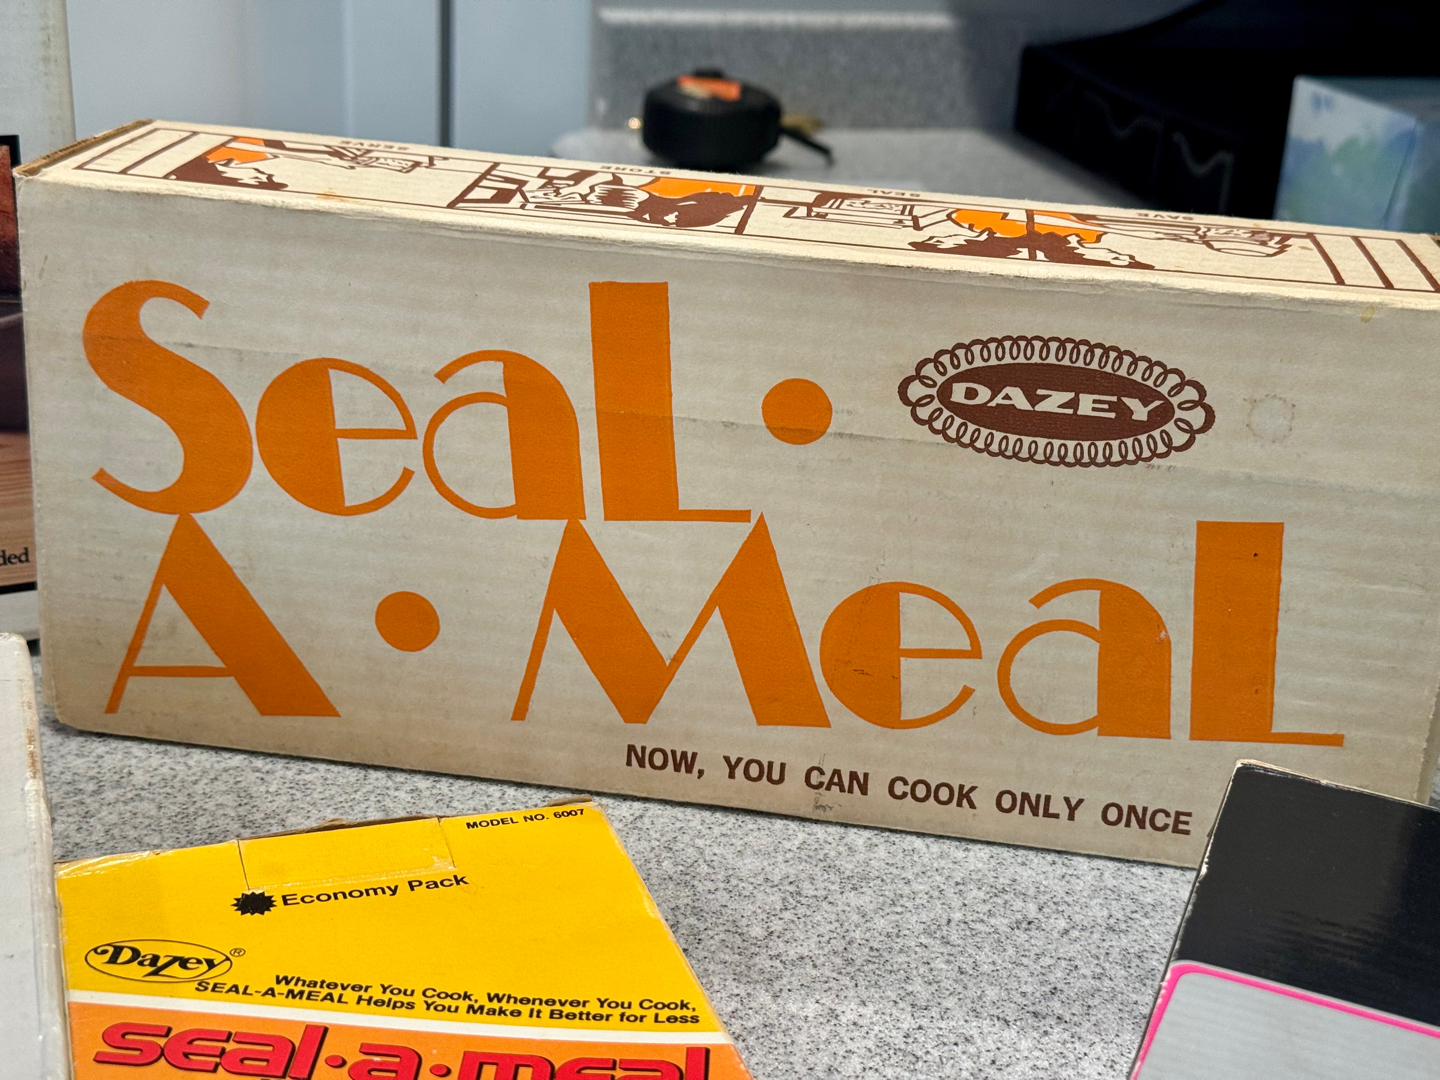 SERVE
STORE
SEAL
SAVE
Seal·
DAZEY
A·Meal
NOW, YOU CAN COOK ONLY ONCE
ded
MODEL NO. 6007
Economy Pack
Dazey®
Whatever You Cook, Whenever You Cook,
SEAL-A-MEAL Helps You Make It Better for Less
seal·a·meal